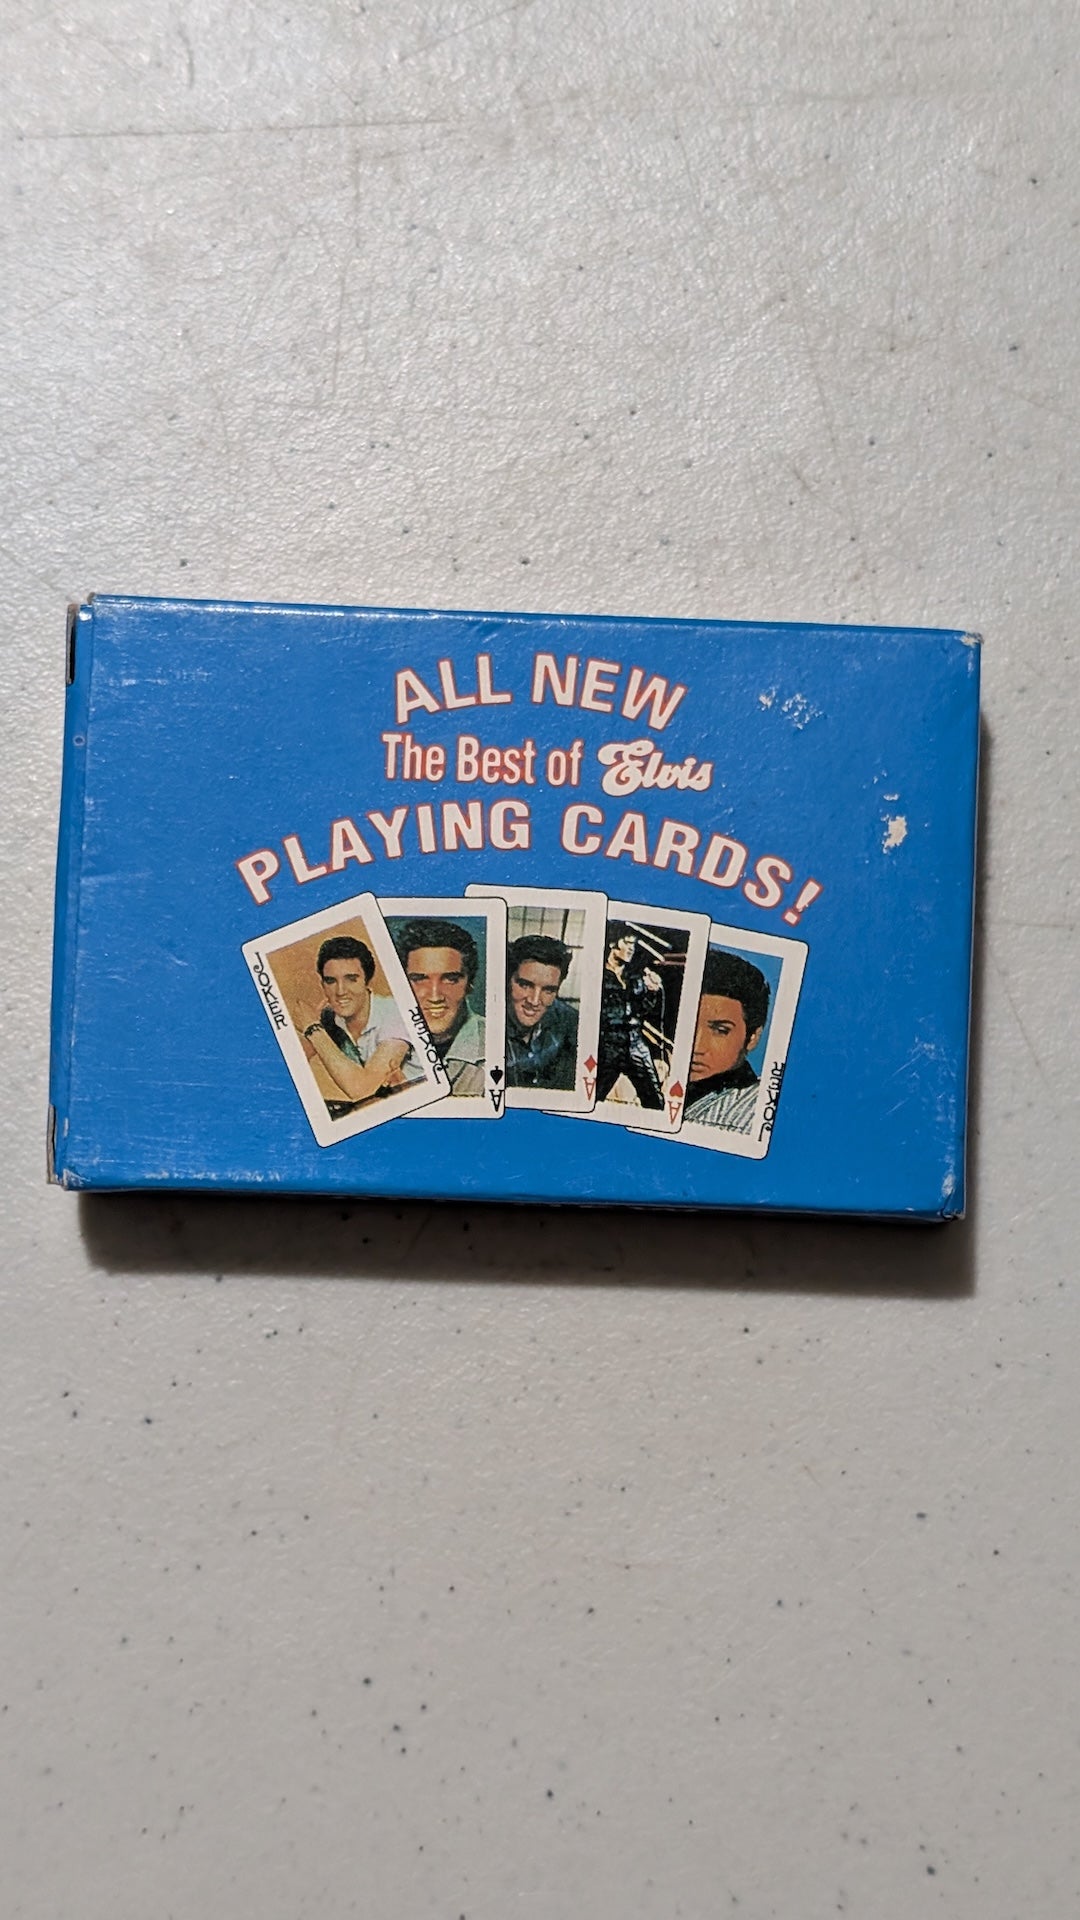 ALL NEW
The Best of Elvis
PLAYING CARDS!
JOKER
JOKER
A
A
A
JOKER